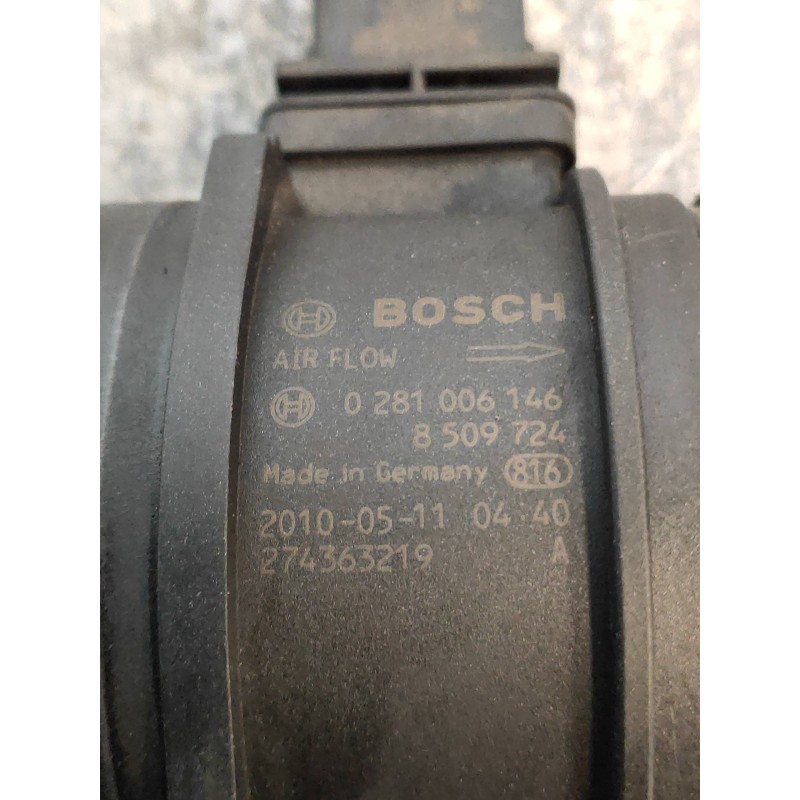 BOSCH
AIR FLOW
0 281 006 146
8 509 724
Made in Germany 816
2010-05-11 04:40
274363219 A